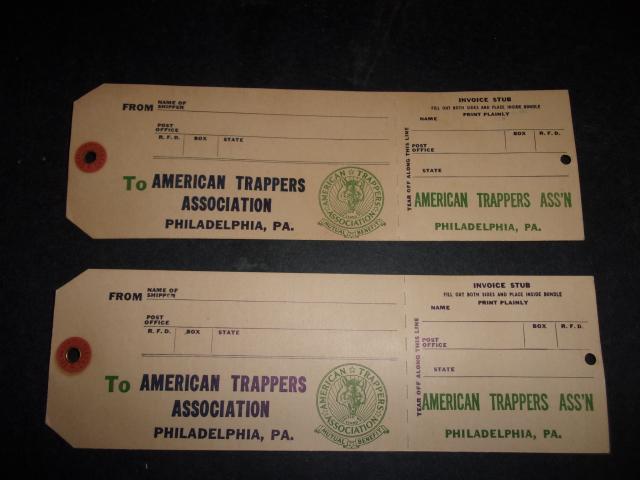 FROM NAME OF
SHIPPER
POST
OFFICE
R. F. D. BOX STATE
To AMERICAN TRAPPERS
ASSOCIATION
PHILADELPHIA, PA.
AMERICAN TRAPPERS
ASSOCIATION
MUTUAL BENEFIT
TEAR OFF ALONG THIS LINE
INVOICE STUB
FILL OUT BOTH SIDES AND PLACE INSIDE BUNDLE
PRINT PLAINLY
NAME
POST
OFFICE
BOX R. F. D.
STATE
AMERICAN TRAPPERS ASS'N
PHILADELPHIA, PA.
FROM NAME OF
SHIPPER
POST
OFFICE
R. F. D. BOX STATE
To AMERICAN TRAPPERS
ASSOCIATION
PHILADELPHIA, PA.
AMERICAN TRAPPERS
ASSOCIATION
MUTUAL BENEFIT
TEAR OFF ALONG THIS LINE
INVOICE STUB
FILL OUT BOTH SIDES AND PLACE INSIDE BUNDLE
PRINT PLAINLY
NAME
POST
OFFICE
BOX R. F. D.
STATE
AMERICAN TRAPPERS ASS'N
PHILADELPHIA, PA.